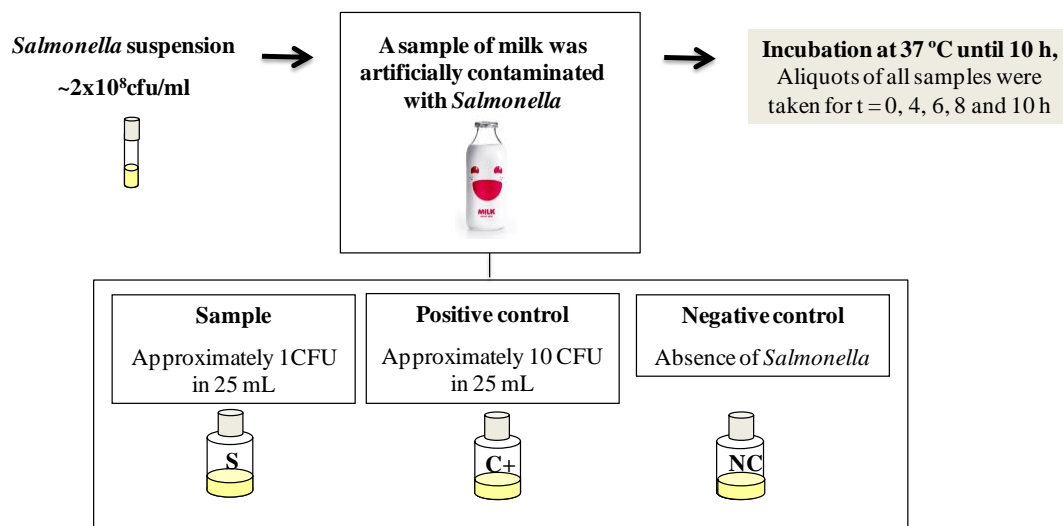 Salmonella suspension
~2x10⁸cfu/ml
A sample of milk was
artificially contaminated
with Salmonella
MILK
Incubation at 37 ºC until 10 h,
Aliquots of all samples were
taken for t = 0, 4, 6, 8 and 10 h
Sample
Approximately 1CFU
in 25 mL
Positive control
Approximately 10 CFU
in 25 mL
Negative control
Absence of Salmonella
S
C+
NC